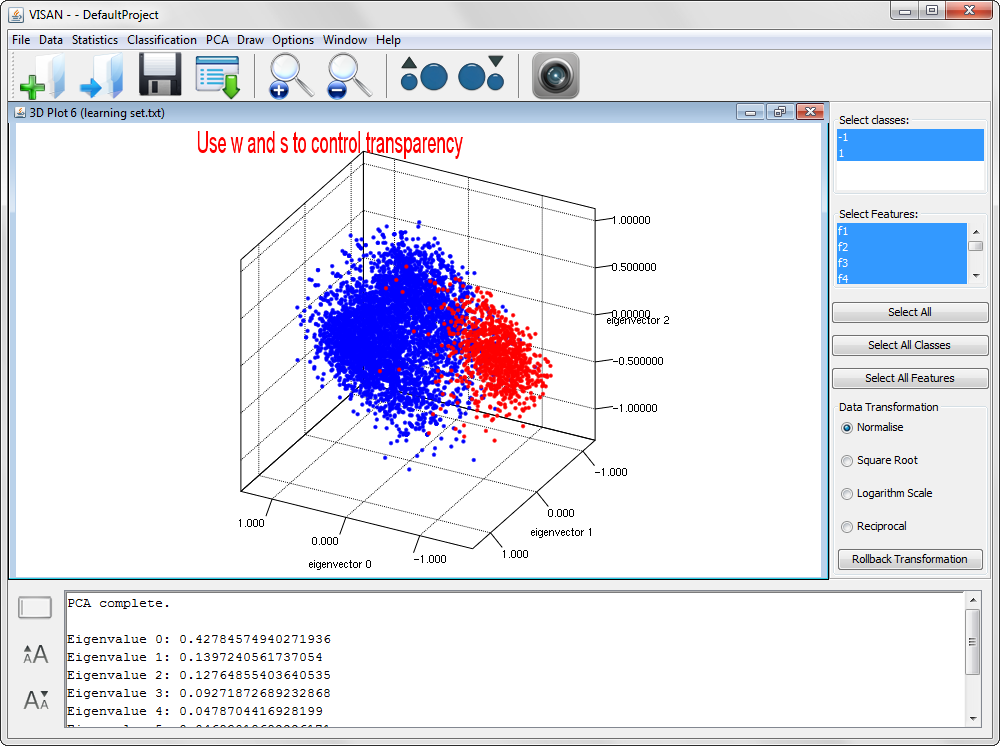 VISAN - - DefaultProject
File Data Statistics Classification PCA Draw Options Window Help
3D Plot 6 (learning set.txt)
Use w and s to control transparency
1.00000
0.500000
0.00000
eigenvector 2
-0.500000
-1.00000
-1.000
0.000
eigenvector 1
1.000
1.000
0.000
-1.000
eigenvector 0
Select classes:
-1
1
Select Features:
f1
f2
f3
f4
Select All
Select All Classes
Select All Features
Data Transformation
Normalise
Square Root
Logarithm Scale
Reciprocal
Rollback Transformation
AA
AA
PCA complete.
Eigenvalue 0: 0.42784574940271936
Eigenvalue 1: 0.1397240561737054
Eigenvalue 2: 0.12764855403640535
Eigenvalue 3: 0.09271872689232868
Eigenvalue 4: 0.0478704416928199